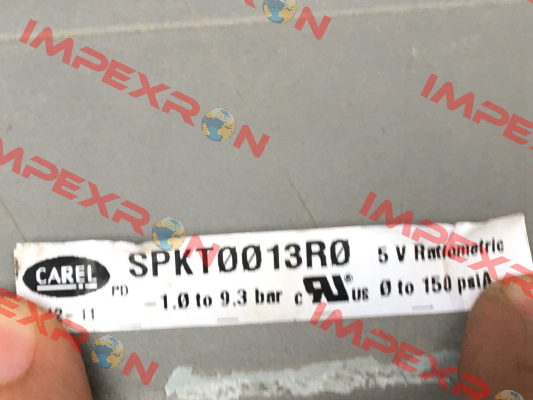 IMPEXRON
IMPEXRON
IMPEXRON
IMPEXRON
IMPEXRON
CAREL
SPKT0013R0
5 V Ratiometric
PD
-1.0 to 9.3 bar
c RU® us
0 to 150 psiA